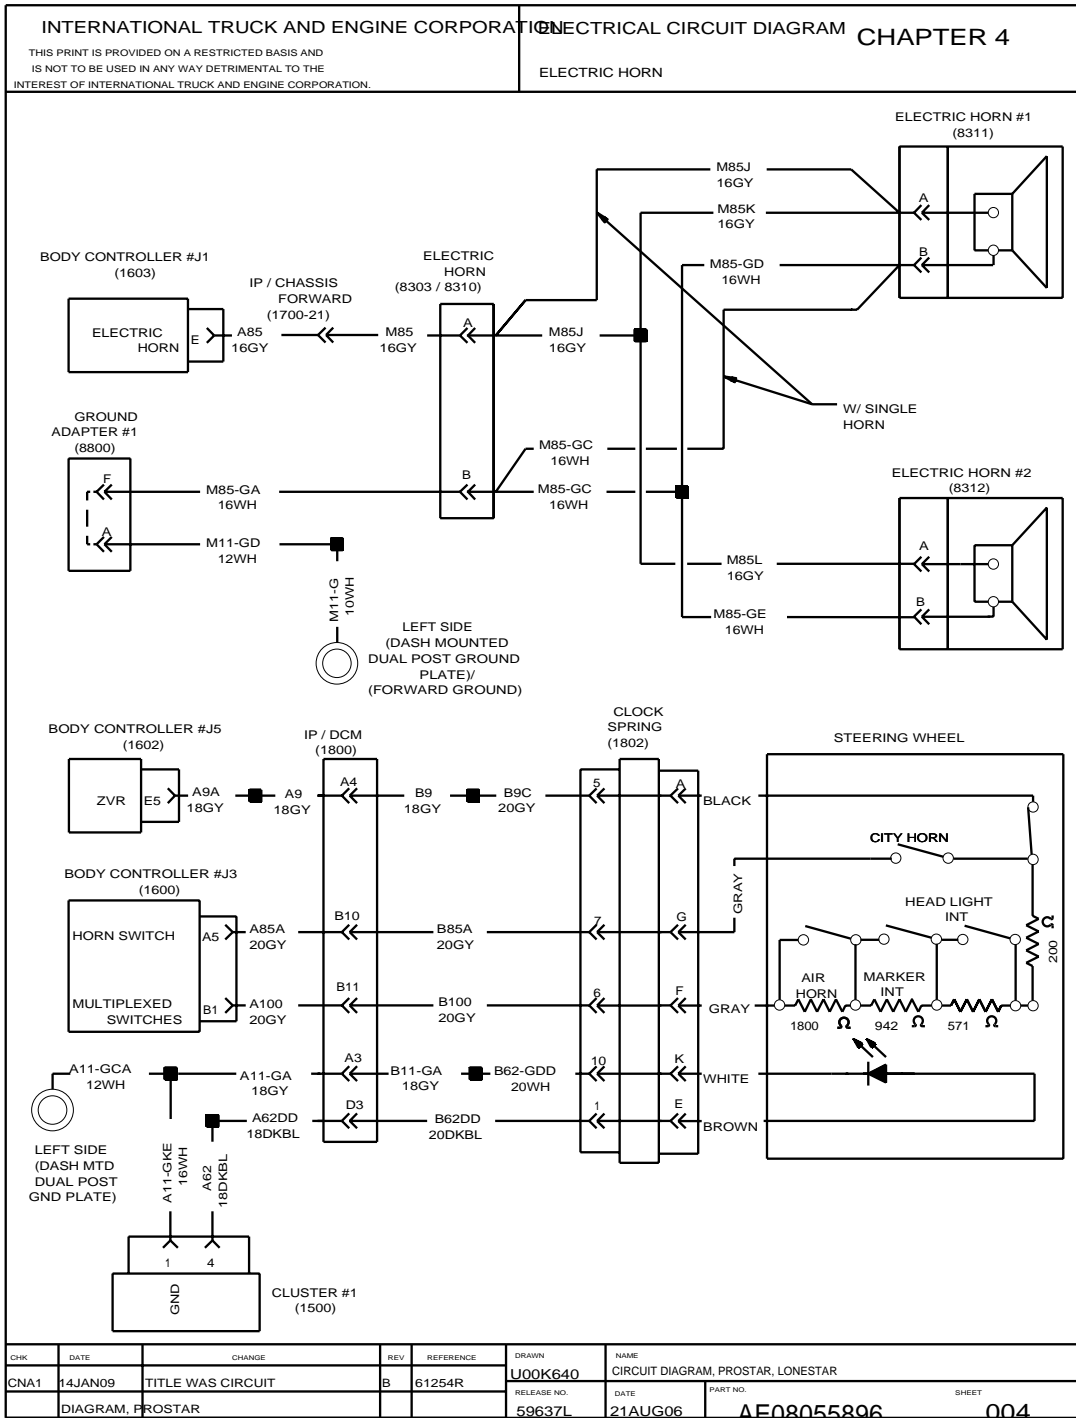 INTERNATIONAL TRUCK AND ENGINE CORPORATION
THIS PRINT IS PROVIDED ON A RESTRICTED BASIS AND
IS NOT TO BE USED IN ANY WAY DETRIMENTAL TO THE
INTEREST OF INTERNATIONAL TRUCK AND ENGINE CORPORATION.
ELECTRICAL CIRCUIT DIAGRAM
CHAPTER 4
ELECTRIC HORN
ELECTRIC HORN #1
(8311)
A
B
M85J
16GY
M85K
16GY
M85-GD
16WH
BODY CONTROLLER #J1
(1603)
ELECTRIC
HORN
E
A85
16GY
IP / CHASSIS
FORWARD
(1700-21)
M85
16GY
ELECTRIC
HORN
(8303 / 8310)
A
B
M85J
16GY
W/ SINGLE
HORN
GROUND
ADAPTER #1
(8800)
F
A
M85-GA
16WH
M85-GC
16WH
M85-GC
16WH
M11-GD
12WH
M11-G
10WH
LEFT SIDE
(DASH MOUNTED
DUAL POST GROUND
PLATE)/
(FORWARD GROUND)
ELECTRIC HORN #2
(8312)
A
B
M85L
16GY
M85-GE
16WH
BODY CONTROLLER #J5
(1602)
ZVR
E5
A9A
18GY
A9
18GY
IP / DCM
(1800)
A4
B9
18GY
B9C
20GY
CLOCK
SPRING
(1802)
5
A
BLACK
STEERING WHEEL
CITY HORN
GRAY
HEAD LIGHT
INT
Ω
200
BODY CONTROLLER #J3
(1600)
HORN SWITCH
A5
A85A
20GY
B10
B85A
20GY
7
G
MULTIPLEXED
SWITCHES
B1
A100
20GY
B11
B100
20GY
6
F
GRAY
AIR
HORN
MARKER
INT
1800 Ω
942 Ω
571 Ω
A11-GCA
12WH
A11-GA
18GY
A3
B11-GA
18GY
B62-GDD
20WH
10
K
WHITE
A62DD
18DKBL
D3
B62DD
20DKBL
1
E
BROWN
LEFT SIDE
(DASH MTD
DUAL POST
GND PLATE)
A11-GKE
16WH
A62
18DKBL
1
4
GND
CLUSTER #1
(1500)
CHK DATE CHANGE REV REFERENCE
CNA1 14JAN09 TITLE WAS CIRCUIT B 61254R
DIAGRAM, PROSTAR
DRAWN
U00K640
NAME
CIRCUIT DIAGRAM, PROSTAR, LONESTAR
RELEASE NO.
59637L
DATE
21AUG06
PART NO.
AE08055896
SHEET
004